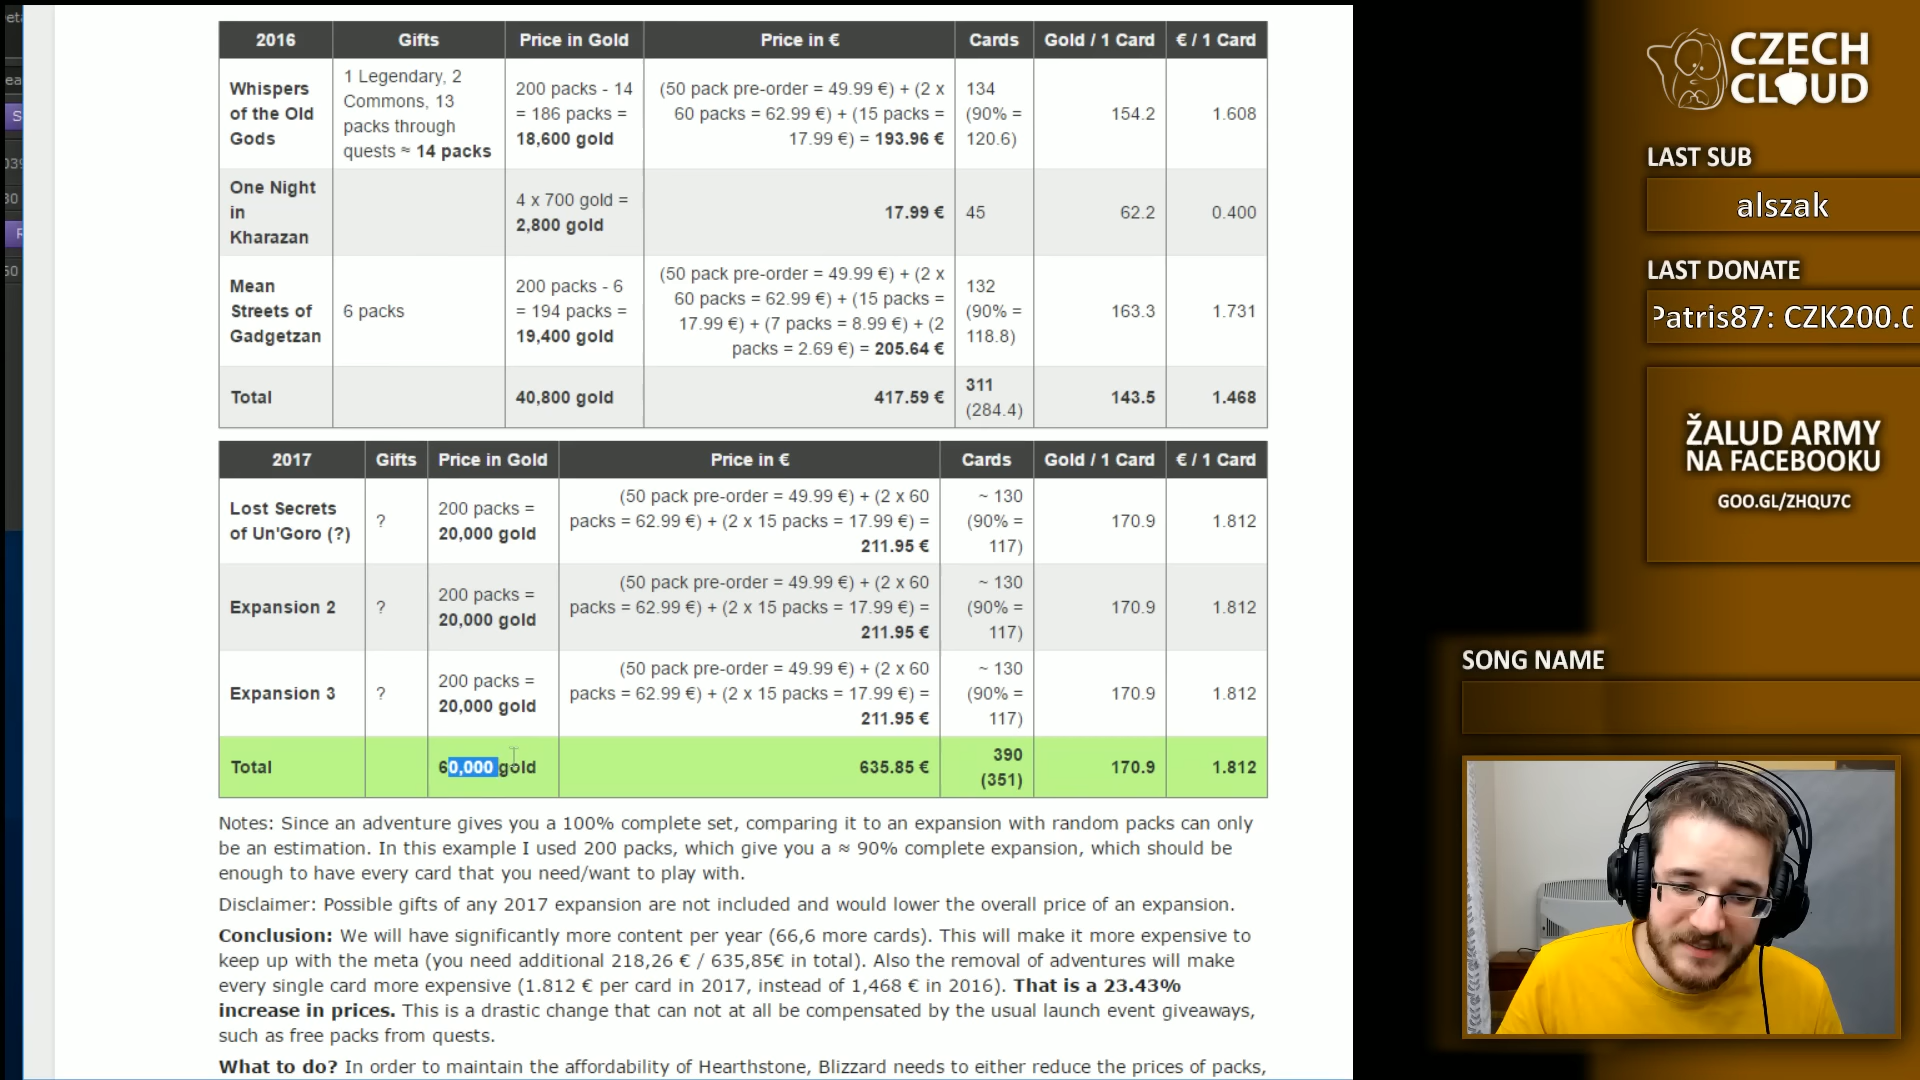 2016 Gifts Price in Gold Price in € Cards Gold / 1 Card € / 1 Card
Whispers
of the Old
Gods
1 Legendary, 2
Commons, 13
packs through
quests ≈ 14 packs
200 packs - 14
= 186 packs =
18,600 gold
(50 pack pre-order = 49.99 €) + (2 x
60 packs = 62.99 €) + (15 packs =
17.99 €) = 193.96 €
134
(90% =
120.6)
154.2
1.608
One Night
in
Kharazan
4 x 700 gold =
2,800 gold
17.99 €
45
62.2
0.400
Mean
Streets of
Gadgetzan
6 packs
200 packs - 6
= 194 packs =
19,400 gold
(50 pack pre-order = 49.99 €) + (2 x
60 packs = 62.99 €) + (15 packs =
17.99 €) + (7 packs = 8.99 €) + (2
packs = 2.69 €) = 205.64 €
132
(90% =
118.8)
163.3
1.731
Total
40,800 gold
417.59 €
311
(284.4)
143.5
1.468
2017 Gifts Price in Gold Price in € Cards Gold / 1 Card € / 1 Card
Lost Secrets
of Un'Goro (?)
?
200 packs =
20,000 gold
(50 pack pre-order = 49.99 €) + (2 x 60
packs = 62.99 €) + (2 x 15 packs = 17.99 €) =
211.95 €
~ 130
(90% =
117)
170.9
1.812
Expansion 2
?
200 packs =
20,000 gold
(50 pack pre-order = 49.99 €) + (2 x 60
packs = 62.99 €) + (2 x 15 packs = 17.99 €) =
211.95 €
~ 130
(90% =
117)
170.9
1.812
Expansion 3
?
200 packs =
20,000 gold
(50 pack pre-order = 49.99 €) + (2 x 60
packs = 62.99 €) + (2 x 15 packs = 17.99 €) =
211.95 €
~ 130
(90% =
117)
170.9
1.812
Total
60,000 gold
635.85 €
390
(351)
170.9
1.812
Notes: Since an adventure gives you a 100% complete set, comparing it to an expansion with random packs can only
be an estimation. In this example I used 200 packs, which give you a ≈ 90% complete expansion, which should be
enough to have every card that you need/want to play with.
Disclaimer: Possible gifts of any 2017 expansion are not included and would lower the overall price of an expansion.
Conclusion: We will have significantly more content per year (66,6 more cards). This will make it more expensive to
keep up with the meta (you need additional 218,26 € / 635,85€ in total). Also the removal of adventures will make
every single card more expensive (1.812 € per card in 2017, instead of 1,468 € in 2016). That is a 23.43%
increase in prices. This is a drastic change that can not at all be compensated by the usual launch event giveaways,
such as free packs from quests.
What to do? In order to maintain the affordability of Hearthstone, Blizzard needs to either reduce the prices of packs,
CZECH
CLOUD
LAST SUB
alszak
LAST DONATE
Patris87: CZK200.0
ŽALUD ARMY
NA FACEBOOKU
GOO.GL/ZHQU7C
SONG NAME